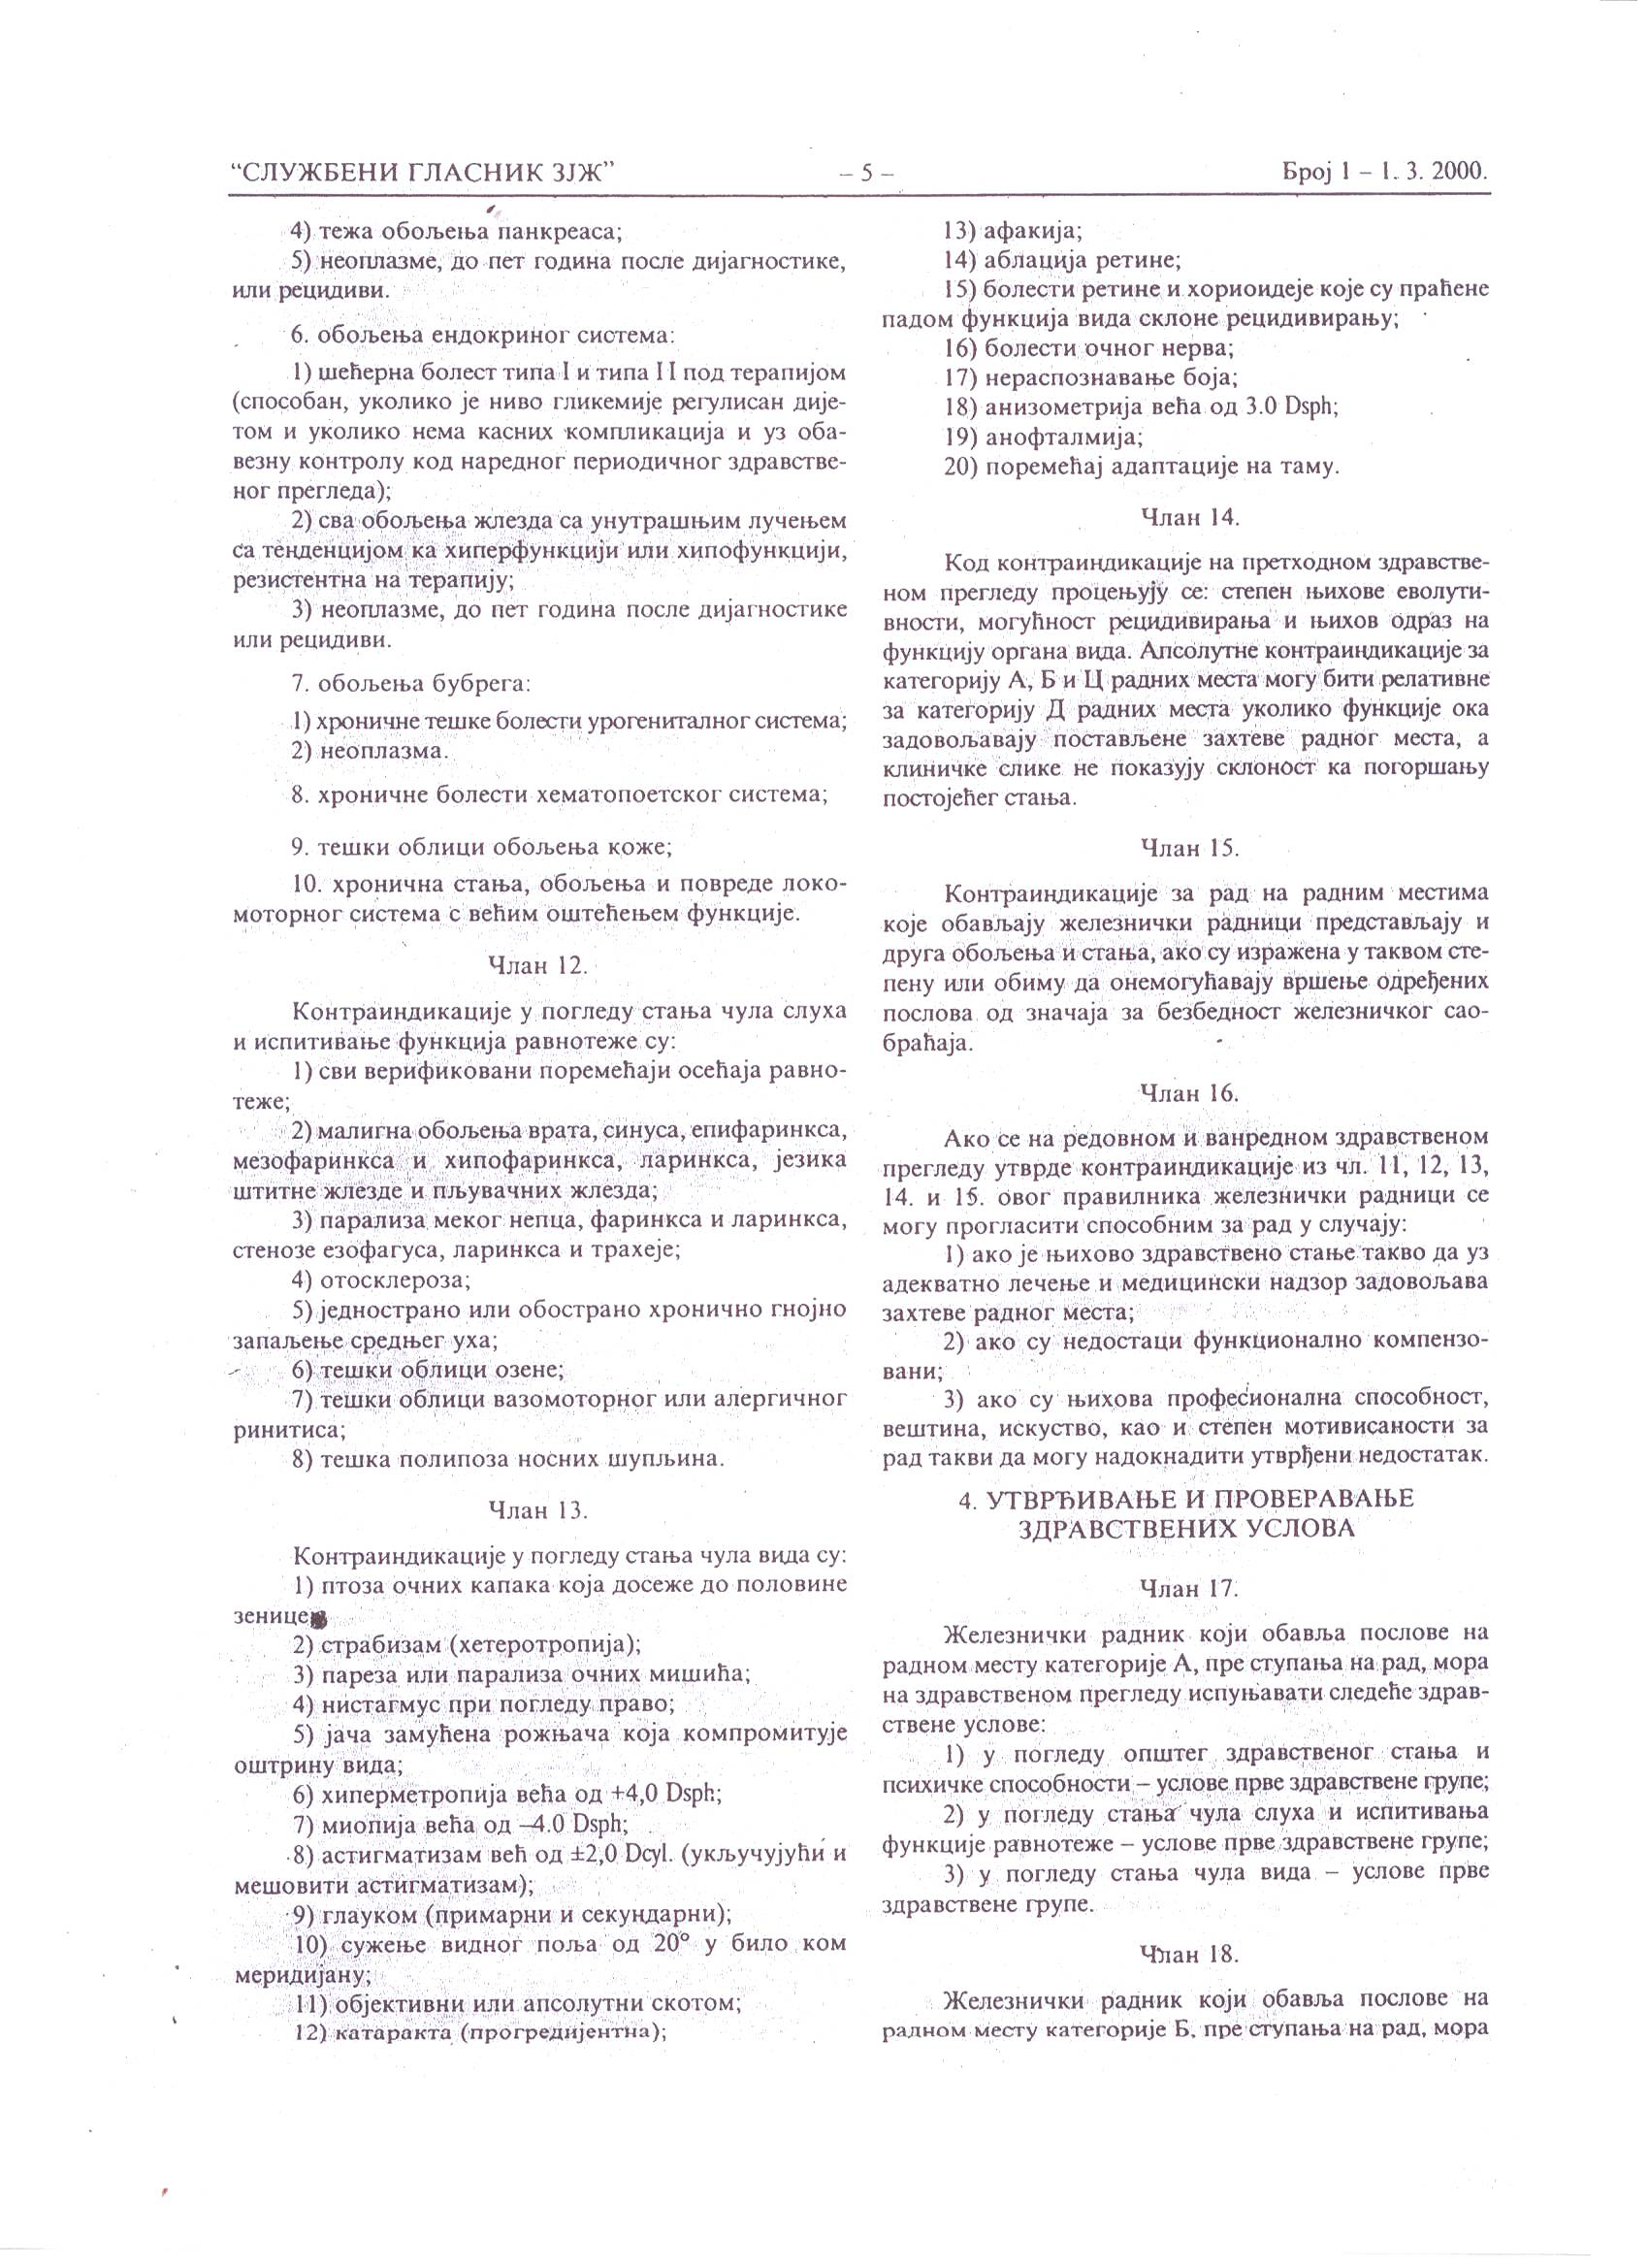 “СЛУЖБЕНИ ГЛАСНИК ЗЈЖ” – 5 – Број 1 – 1. 3. 2000.
4) тежа обољења панкреаса;
5) неоплазме, до пет година после дијагностике,
или рецидиви.
6. обољења ендокриног система:
1) шећерна болест типа I и типа II под терапијом
(способан, уколико је ниво гликемије регулисан дије-
том и уколико нема касних компликација и уз оба-
везну контролу код наредног периодичног здравстве-
ног прегледа);
2) сва обољења жлезда са унутрашњим лучењем
са тенденцијом ка хиперфункцији или хипофункцији,
резистентна на терапију;
3) неоплазме, до пет година после дијагностике
или рецидиви.
7. обољења бубрега:
1) хроничне тешке болести урогениталног система;
2) неоплазма.
8. хроничне болести хематопоетског система;
9. тешки облици обољења коже;
10. хронична стања, обољења и повреде локо-
моторног система с већим оштећењем функције.
Члан 12.
Контраиндикације у погледу стања чула слуха
и испитивање функција равнотеже су:
1) сви верификовани поремећаји осећаја равно-
теже;
2) малигна обољења врата, синуса, епифаринкса,
мезофаринкса и хипофаринкса, ларинкса, језика
штитне жлезде и пљувачних жлезда;
3) парализа меког непца, фаринкса и ларинкса,
стенозе езофагуса, ларинкса и трахеје;
4) отосклероза;
5) једнострано или обострано хронично гнојно
запаљење средњег уха;
6) тешки облици озене;
7) тешки облици вазомоторног или алергичног
ринитиса;
8) тешка полипоза носних шупљина.
Члан 13.
Контраиндикације у погледу стања чула вида су:
1) птоза очних капака која досеже до половине
зенице
2) страбизам (хетеротропија);
3) пареза или парализа очних мишића;
4) нистагмус при погледу право;
5) јача замућена рожњача која компромитује
оштрину вида;
6) хиперметропија већа од +4,0 Dsph;
7) миопија већа од –4.0 Dsph;
8) астигматизам већ од ±2,0 Dcyl. (укључујући и
мешовити астигматизам);
9) глауком (примарни и секундарни);
10) сужење видног поља од 20° у било ком
меридијану;
11) објективни или апсолутни скотом;
12) катаракта (прогредијентна);
13) афакија;
14) аблација ретине;
15) болести ретине и хориоидеје које су праћене
падом функција вида склоне рецидивирању;
16) болести очног нерва;
17) нераспознавање боја;
18) анизометрија већа од 3.0 Dsph;
19) анофталмија;
20) поремећај адаптације на таму.
Члан 14.
Код контраиндикације на претходном здравстве-
ном прегледу процењују се: степен њихове еволути-
вности, могућност рецидивирања и њихов одраз на
функцију органа вида. Апсолутне контраиндикације за
категорију А, Б и Ц радних места могу бити релативне
за категорију Д радних места уколико функције ока
задовољавају постављене захтеве радног места, а
клиничке слике не показују склоност ка погоршању
постојећег стања.
Члан 15.
Контраиндикације за рад на радним местима
које обављају железнички радници представљају и
друга обољења и стања, ако су изражена у таквом сте-
пену или обиму да онемогућавају вршење одређених
послова од значаја за безбедност железничког сао-
браћаја.
Члан 16.
Ако се на редовном и ванредном здравственом
прегледу утврде контраиндикације из чл. 11, 12, 13,
14. и 15. овог правилника железнички радници се
могу прогласити способним за рад у случају:
1) ако је њихово здравствено стање такво да уз
адекватно лечење и медицински надзор задовољава
захтеве радног места;
2) ако су недостаци функционално компензо-
вани;
3) ако су њихова професионална способност,
вештина, искуство, као и степен мотивисаности за
рад такви да могу надокнадити утврђени недостатак.
4. УТВРЂИВАЊЕ И ПРОВЕРАВАЊЕ
ЗДРАВСТВЕНИХ УСЛОВА
Члан 17.
Железнички радник који обавља послове на
радном месту категорије А, пре ступања на рад, мора
на здравственом прегледу испуњавати следеће здрав-
ствене услове:
1) у погледу општег здравственог стања и
психичке способности – услове прве здравствене групе;
2) у погледу стања чула слуха и испитивања
функције равнотеже – услове прве здравствене групе;
3) у погледу стања чула вида – услове прве
здравствене групе.
Члан 18.
Железнички радник који обавља послове на
радном месту категорије Б, пре ступања на рад, мора